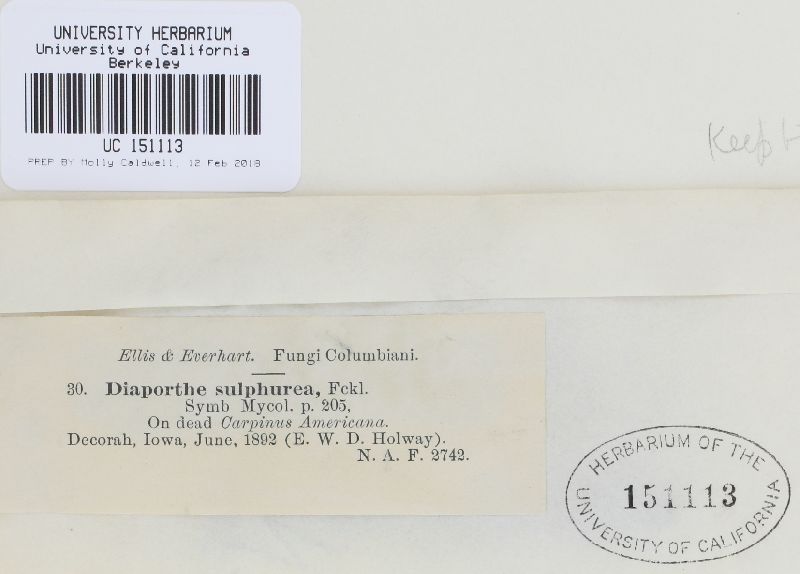 UNIVERSITY HERBARIUM
University of California
Berkeley
UC 151113
PREP BY Molly Caldwell, 12 Feb 2018
Keep
Ellis & Everhart. Fungi Columbiani.
30. Diaporthe sulphurea, Fckl.
Symb Mycol. p. 205,
On dead Carpinus Americana.
Decorah, Iowa, June, 1892 (E. W. D. Holway).
N. A. F. 2742.
HERBARIUM OF THE
151113
UNIVERSITY OF CALIFORNIA